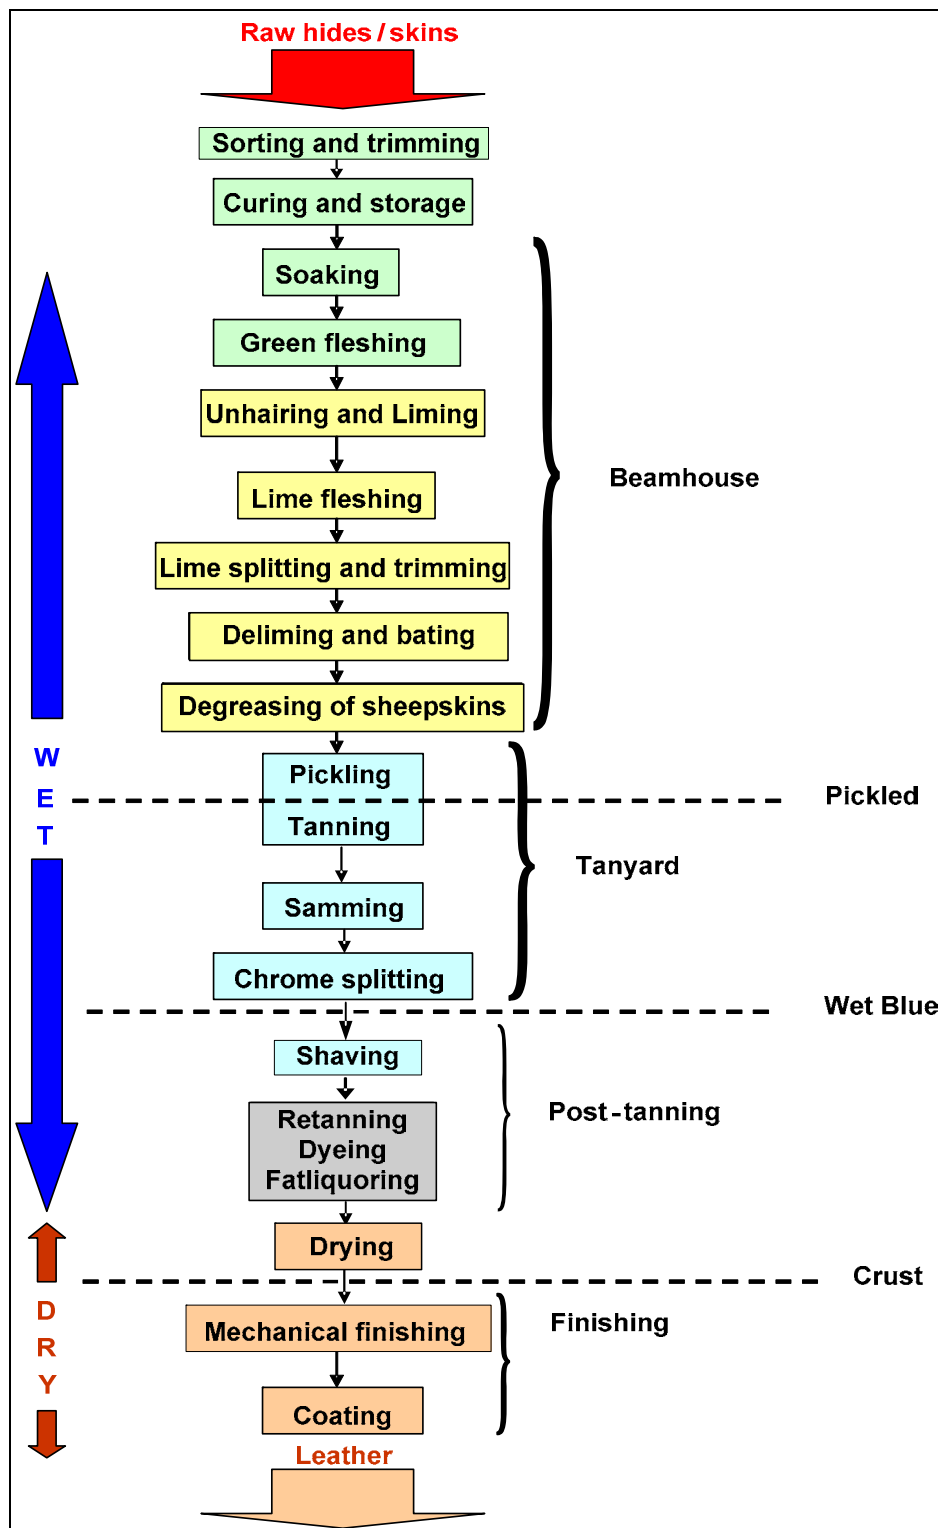 Raw hides / skins
Sorting and trimming
Curing and storage
Soaking
Green fleshing
Unhairing and Liming
Lime fleshing
Lime splitting and trimming
Deliming and bating
Degreasing of sheepskins
Beamhouse
Pickling
Pickled
Tanning
Samming
Chrome splitting
Tanyard
Wet Blue
Shaving
Retanning
Dyeing
Fatliquoring
Post-tanning
Drying
Crust
Mechanical finishing
Coating
Finishing
Leather
WET
DRY